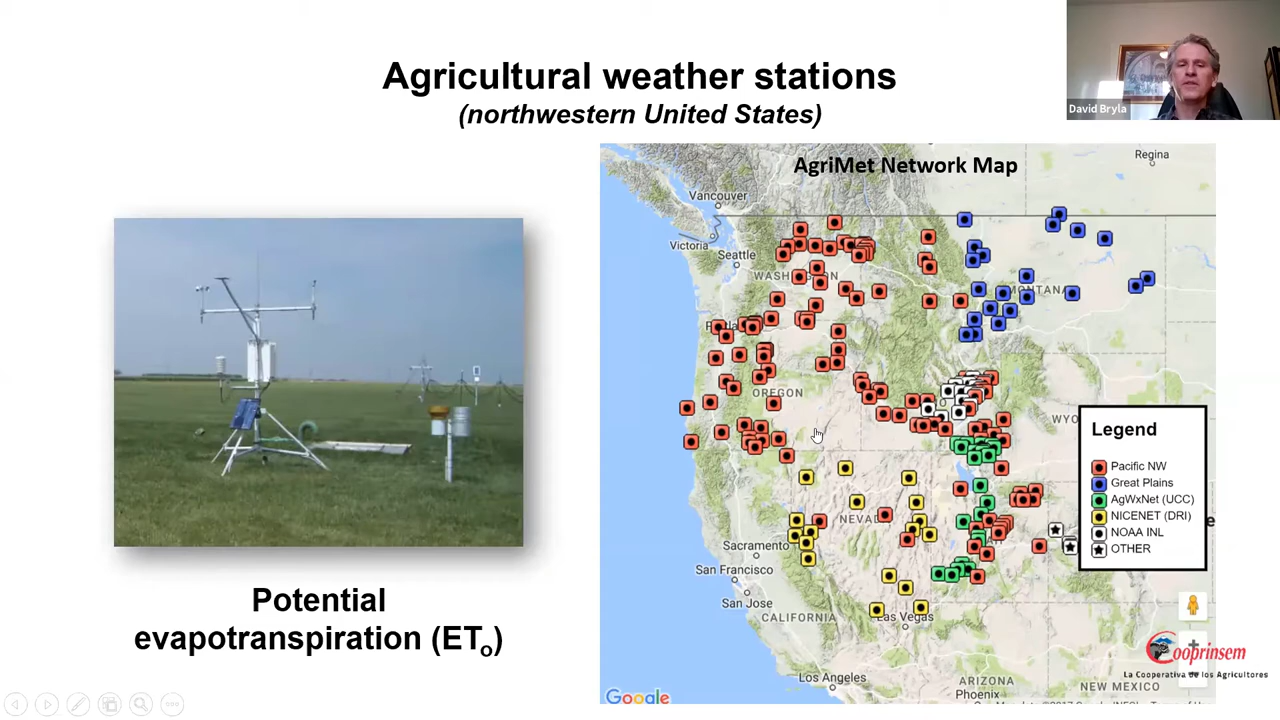 Agricultural weather stations
(northwestern United States)
David Bryla
AgriMet Network Map
Regina
Vancouver
Victoria
Seattle
WASHINGTON
MONTANA
OREGON
WYO
Legend
Pacific NW
Great Plains
AgWxNet (UCC)
NICENET (DRI)
NOAA INL
OTHER
NEVADA
Sacramento
San Francisco
San Jose
CALIFORNIA
Las Vegas
Los Angeles
ARIZONA
Phoenix
NEW MEXICO
Google
Potential
evapotranspiration (ETo)
Cooprinsem
La Cooperativa de los Agricultores